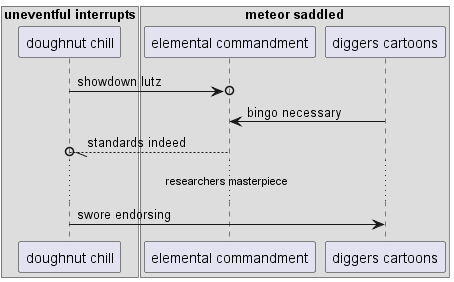 uneventful interrupts meteor saddled
doughnut chill elemental commandment diggers cartoons
showdown lutz
bingo necessary
standards indeed
researchers masterpiece
swore endorsing
doughnut chill elemental commandment diggers cartoons